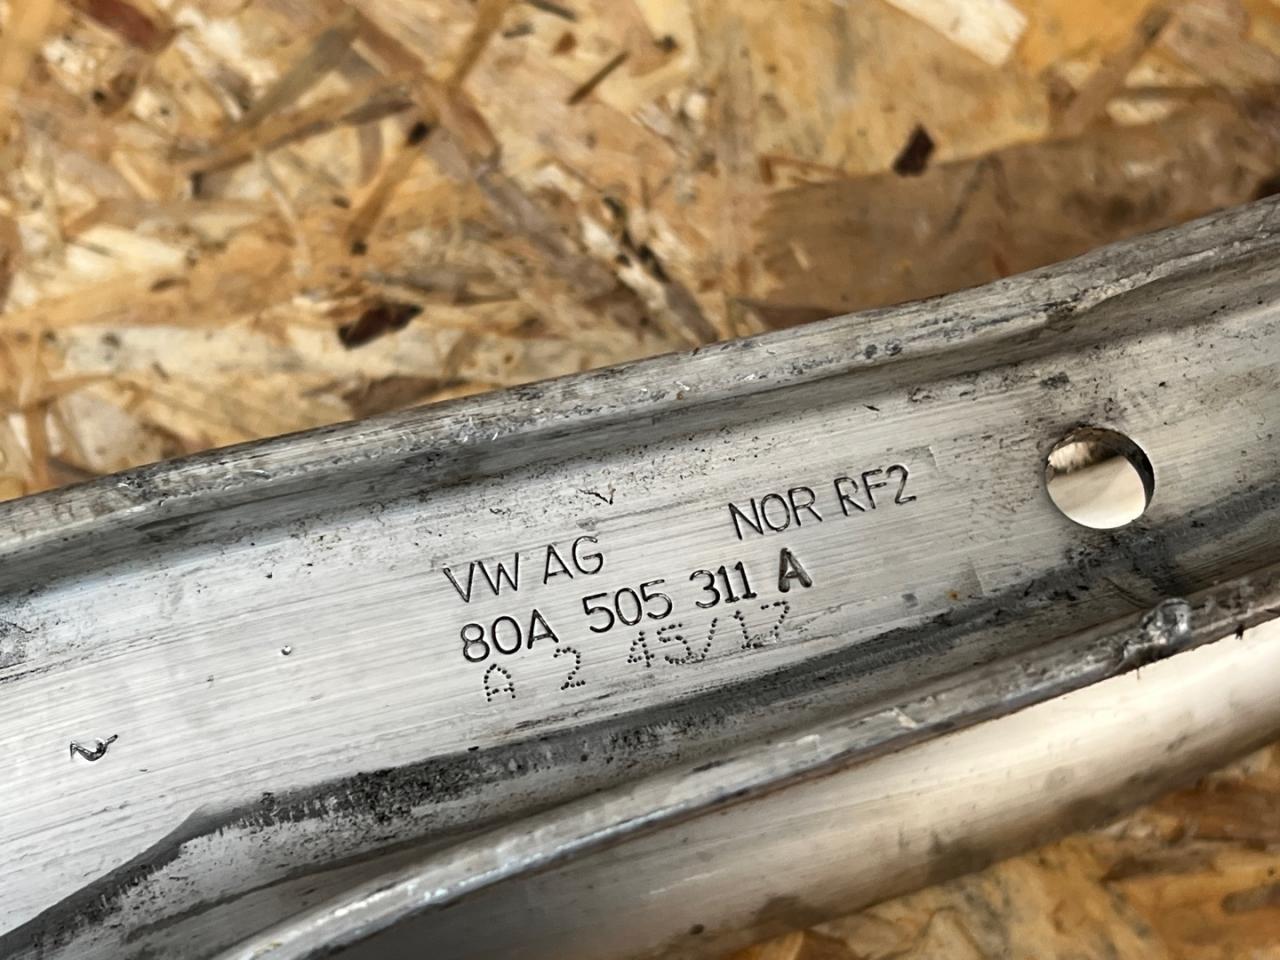 VW AG NOR RF2
80A 505 311 A
A 2 45/17